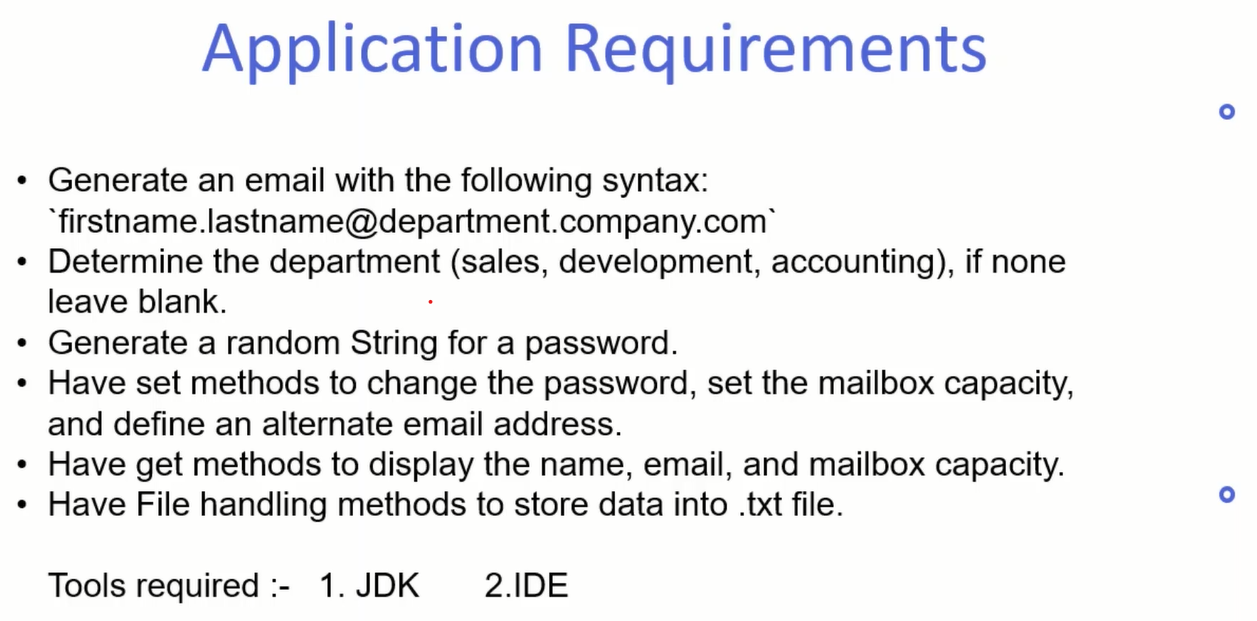 Application Requirements
• Generate an email with the following syntax:
`firstname.lastname@department.company.com`
• Determine the department (sales, development, accounting), if none
leave blank.
• Generate a random String for a password.
• Have set methods to change the password, set the mailbox capacity,
and define an alternate email address.
• Have get methods to display the name, email, and mailbox capacity.
• Have File handling methods to store data into .txt file.
Tools required :- 1. JDK 2.IDE